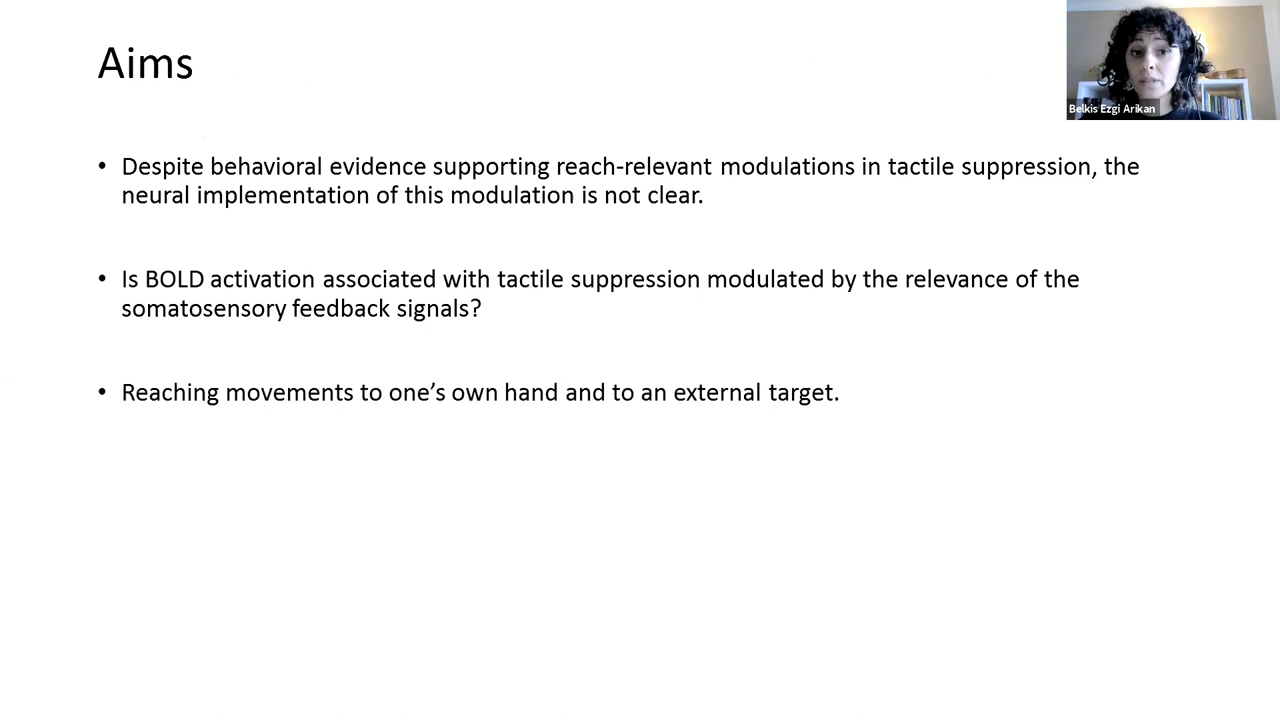 Aims
Belkis Ezgi Arikan
• Despite behavioral evidence supporting reach-relevant modulations in tactile suppression, the
neural implementation of this modulation is not clear.
• Is BOLD activation associated with tactile suppression modulated by the relevance of the
somatosensory feedback signals?
• Reaching movements to one’s own hand and to an external target.